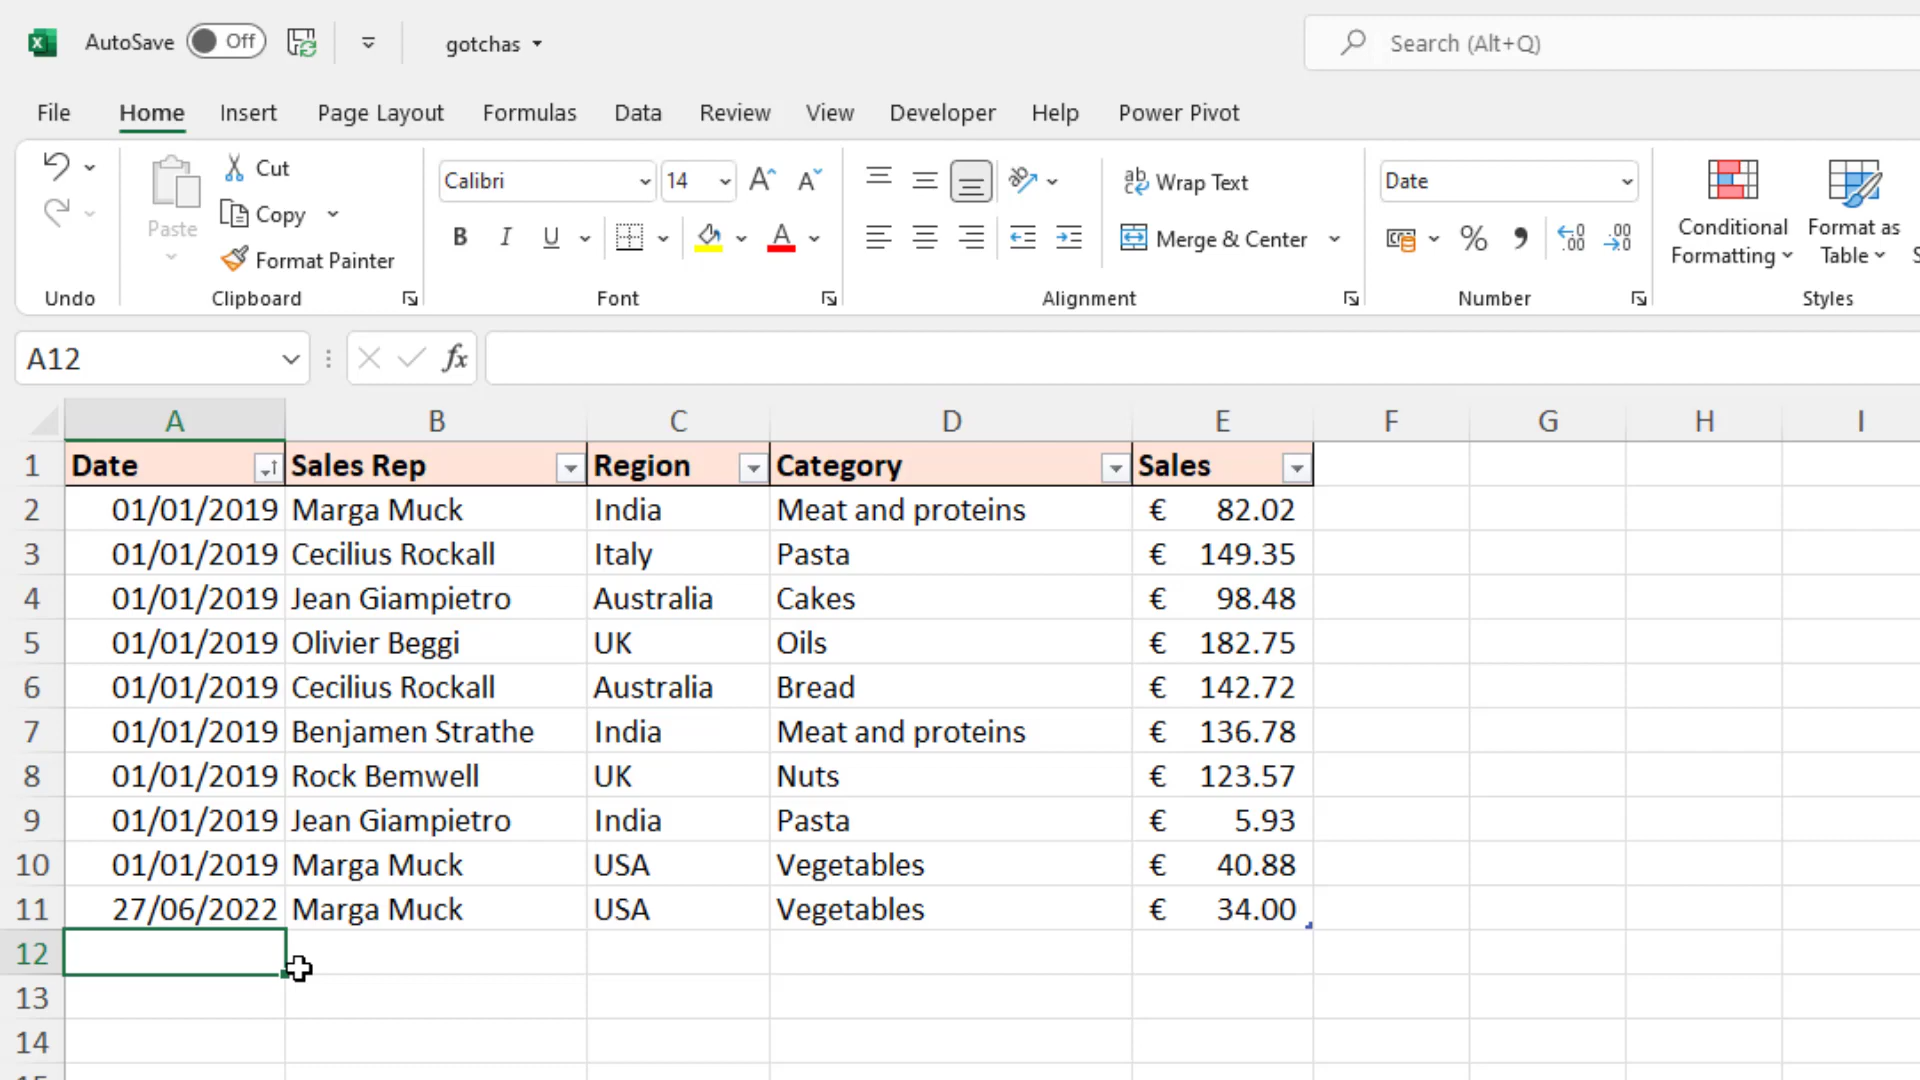 AutoSave Off gotchas Search (Alt+Q)
File Home Insert Page Layout Formulas Data Review View Developer Help Power Pivot
Paste Cut
Copy
Format Painter
Calibri 14
B I U A
ab Wrap Text
Merge & Center
Date
% .00 .00
Conditional Formatting
Format as Table
Undo Clipboard Font Alignment Number Styles
A12 fx
A B C D E F G H I
1 Date Sales Rep Region Category Sales
2 01/01/2019 Marga Muck India Meat and proteins € 82.02
3 01/01/2019 Cecilius Rockall Italy Pasta € 149.35
4 01/01/2019 Jean Giampietro Australia Cakes € 98.48
5 01/01/2019 Olivier Beggi UK Oils € 182.75
6 01/01/2019 Cecilius Rockall Australia Bread € 142.72
7 01/01/2019 Benjamen Strathe India Meat and proteins € 136.78
8 01/01/2019 Rock Bemwell UK Nuts € 123.57
9 01/01/2019 Jean Giampietro India Pasta € 5.93
10 01/01/2019 Marga Muck USA Vegetables € 40.88
11 27/06/2022 Marga Muck USA Vegetables € 34.00
12
13
14